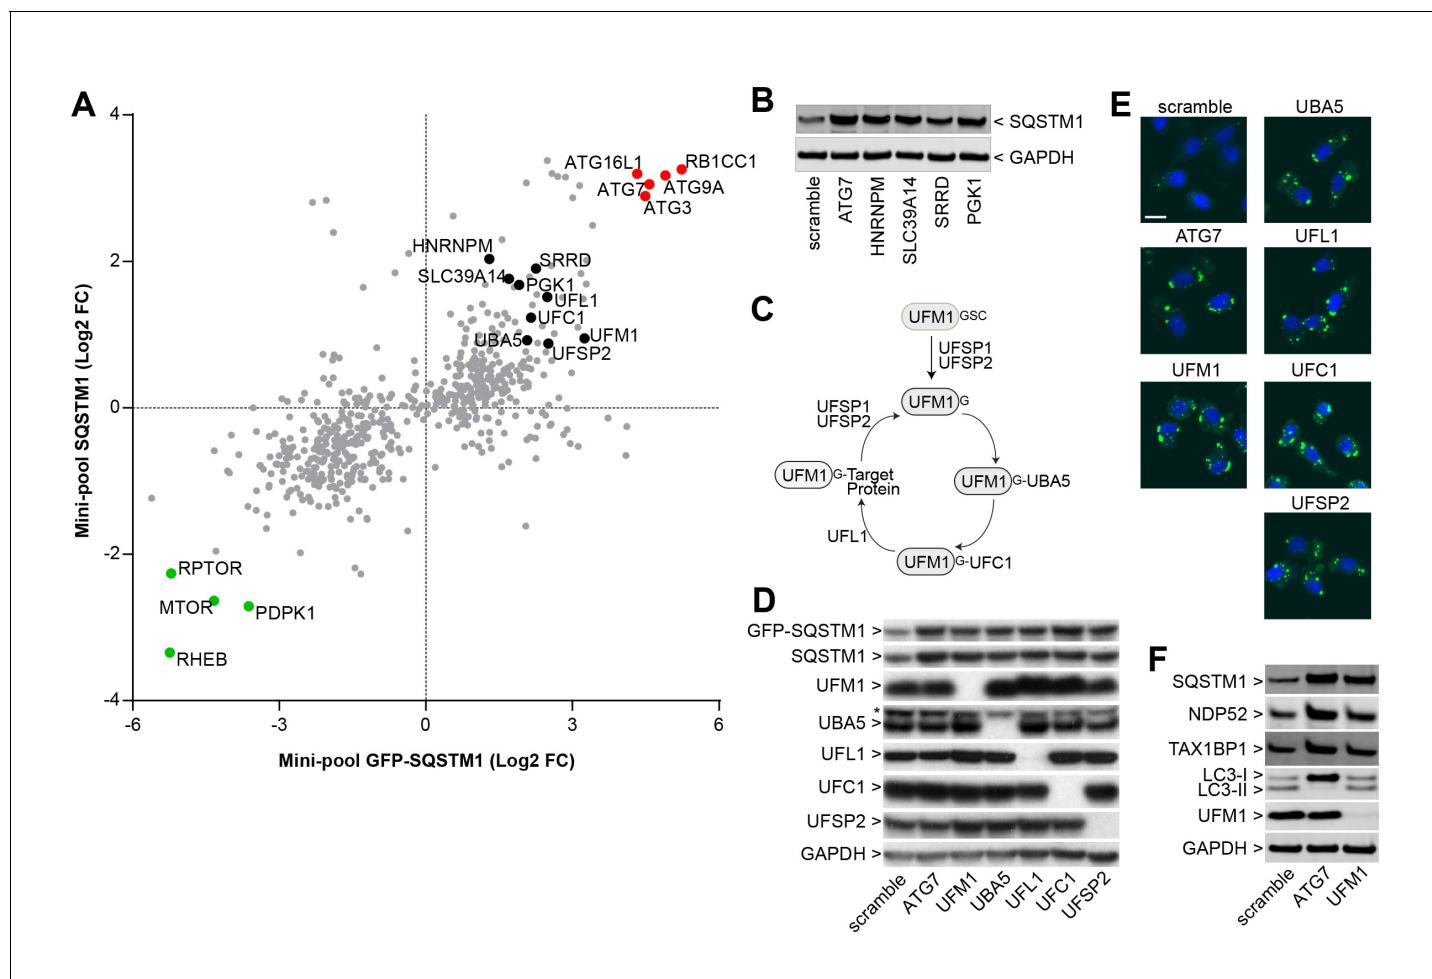 A
4
2
0
-2
-4
-6
-3
0
3
6
Mini-pool SQSTM1 (Log2 FC)
Mini-pool GFP-SQSTM1 (Log2 FC)
ATG16L1
RB1CC1
ATG7
ATG9A
ATG3
HNRNPM
SRRD
SLC39A14
PGK1
UFL1
UFC1
UBA5
UFM1
UFSP2
RPTOR
MTOR
PDPK1
RHEB
B
< SQSTM1
< GAPDH
scramble
ATG7
HNRNPM
SLC39A14
SRRD
PGK1
C
UFM1 GSC
UFSP1
UFSP2
UFM1 G
UFSP1
UFSP2
UFM1 G-Target
Protein
UFM1 G-UBA5
UFL1
UFM1 G-UFC1
D
GFP-SQSTM1 >
SQSTM1 >
UFM1 >
*
UBA5 >
UFL1 >
UFC1 >
UFSP2 >
GAPDH >
scramble
ATG7
UFM1
UBA5
UFL1
UFC1
UFSP2
E
scramble
UBA5
ATG7
UFL1
UFM1
UFC1
UFSP2
F
SQSTM1 >
NDP52 >
TAX1BP1 >
LC3-I >
LC3-II >
UFM1 >
GAPDH >
scramble
ATG7
UFM1